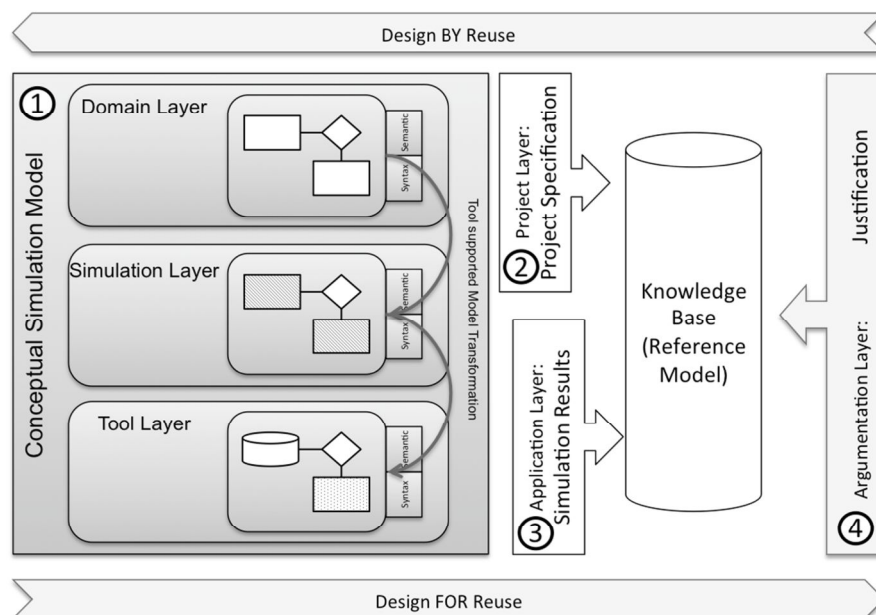 Design BY Reuse
1
Conceptual Simulation Model
Domain Layer
Semantic
Syntax
Simulation Layer
Semantic
Syntax
Tool Layer
Semantic
Syntax
Tool supported Model Transformation
2
Project Layer:
Project Specification
3
Application Layer:
Simulation Results
Knowledge
Base
(Reference
Model)
4
Argumentation Layer:
Justification
Design FOR Reuse